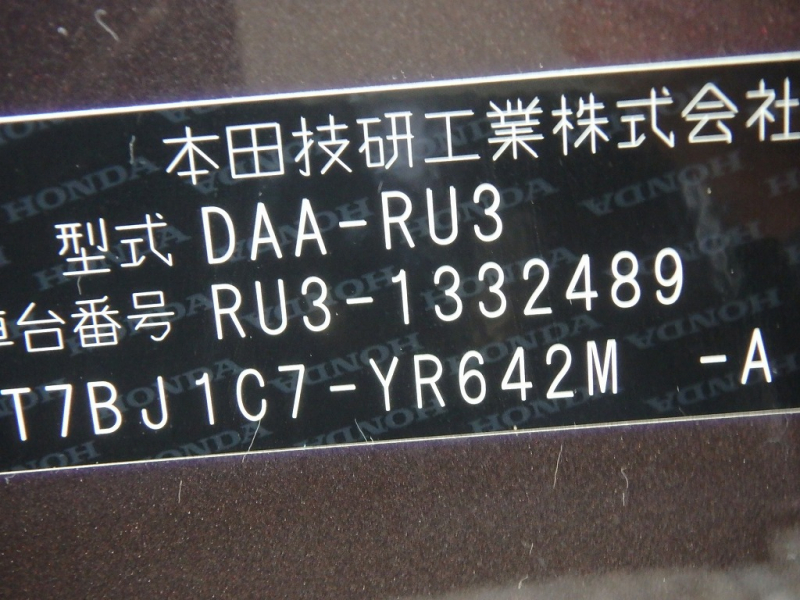 本田技研工業株式会社
型式 DAA-RU3
車台番号 RU3-1332489
T7BJ1C7-YR642M -A